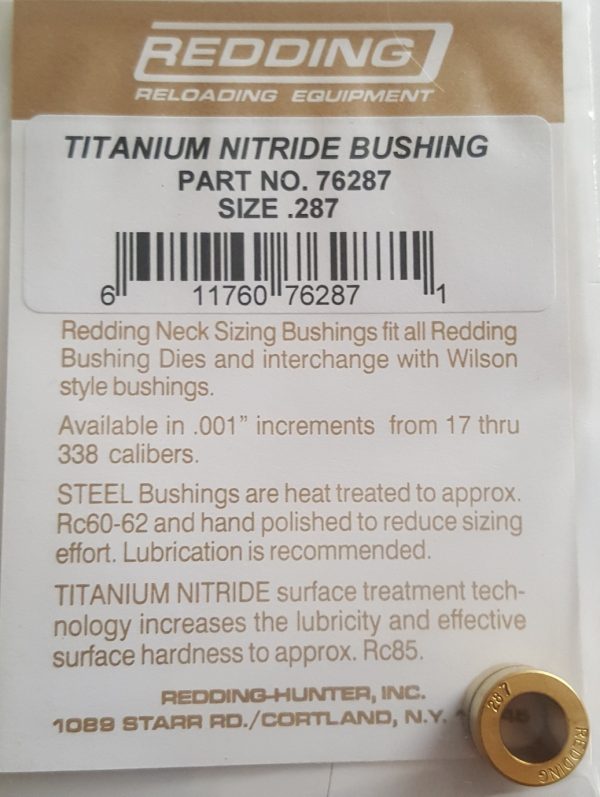 REDDING
RELOADING EQUIPMENT
TITANIUM NITRIDE BUSHING
PART NO. 76287
SIZE .287
6 11760 76287 1
Redding Neck Sizing Bushings fit all Redding
Bushing Dies and interchange with Wilson
style bushings.
Available in .001" increments from 17 thru
338 calibers.
STEEL Bushings are heat treated to approx.
Rc60-62 and hand polished to reduce sizing
effort. Lubrication is recommended.
TITANIUM NITRIDE surface treatment tech-
nology increases the lubricity and effective
surface hardness to approx. Rc85.
REDDING-HUNTER, INC.
1089 STARR RD./CORTLAND, N.Y.
287
REDDING